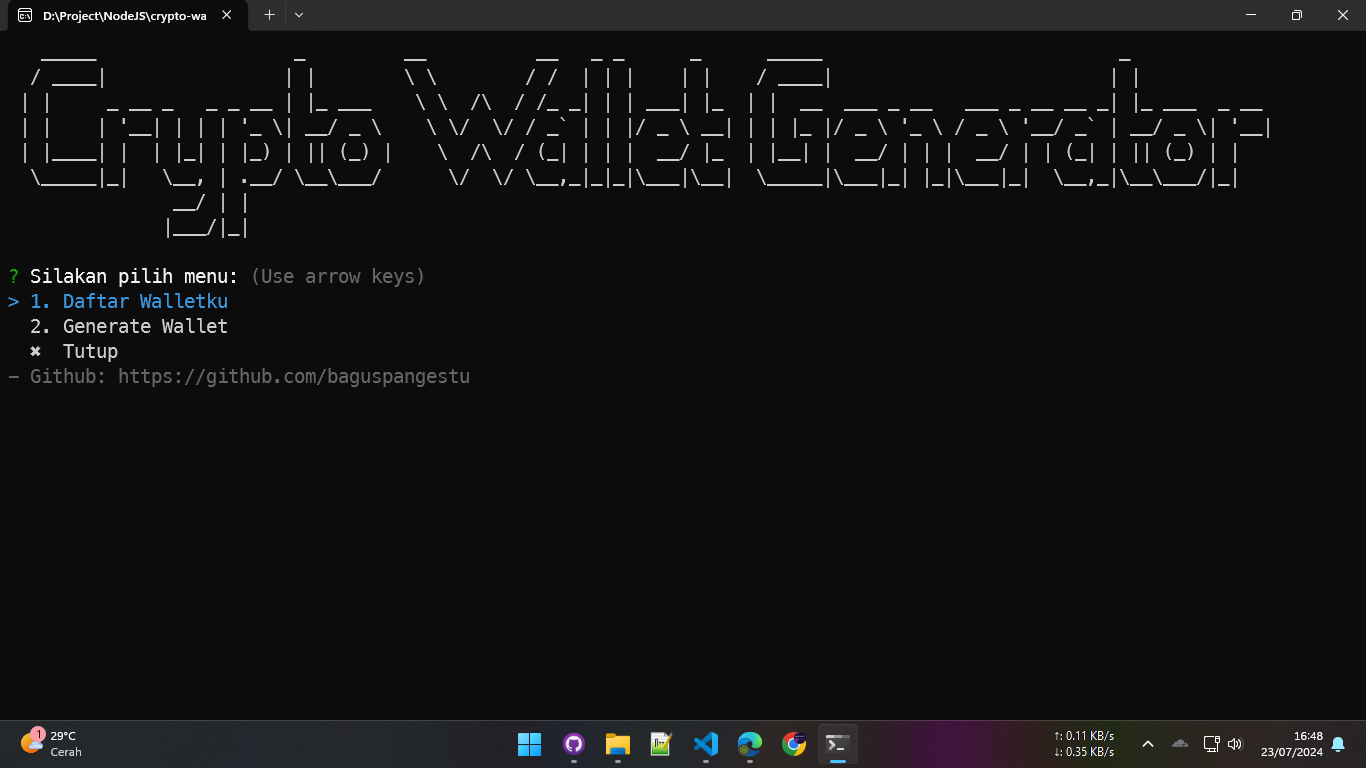 D:\Project\NodeJS\crypto-wa
Crypto Wallet Generator
? Silakan pilih menu: (Use arrow keys)
> 1. Daftar Walletku
2. Generate Wallet
✖ Tutup
– Github: https://github.com/baguspangestu
1
29°C
Cerah
↑: 0.11 KB/s
↓: 0.35 KB/s
16:48
23/07/2024